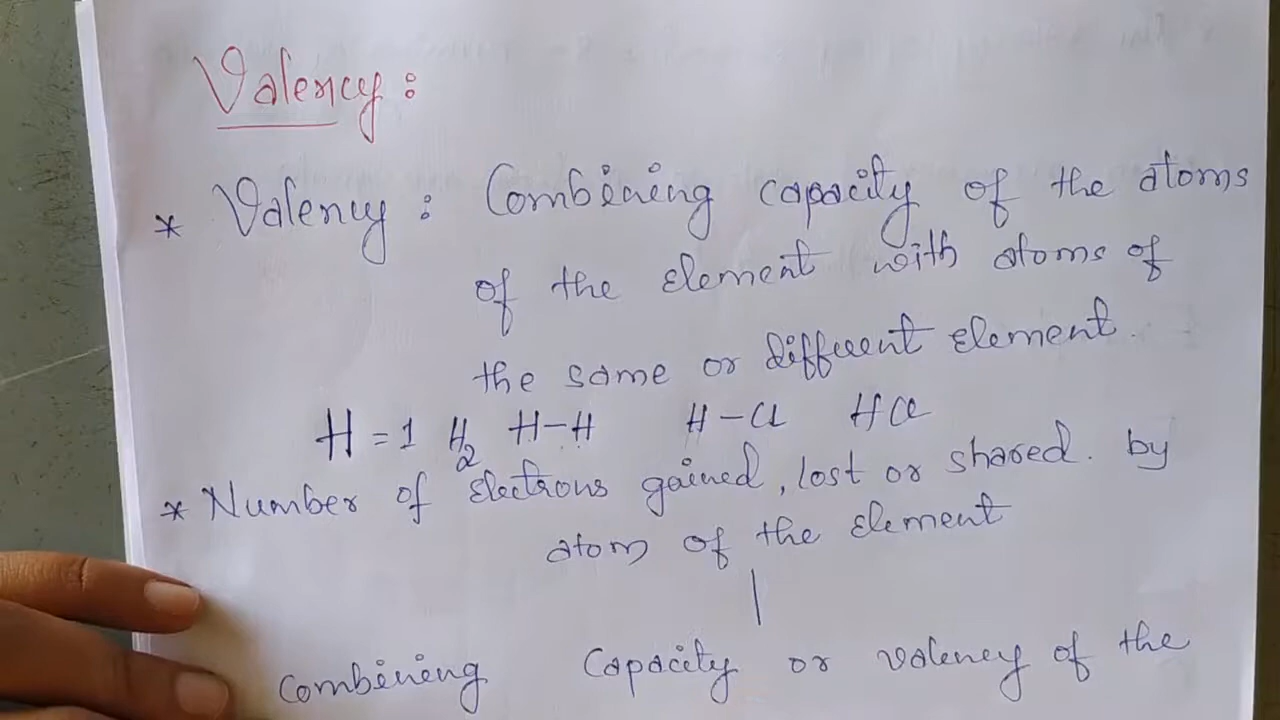 Valency :
* Valency : Combining capacity of the atoms
of the element with atoms of
the same or different element.
H = 1 H2 H-H H-Cl HCl
* Number of electrons gained, lost or shared. by
atom of the element
|
Combining Capacity or valency of the